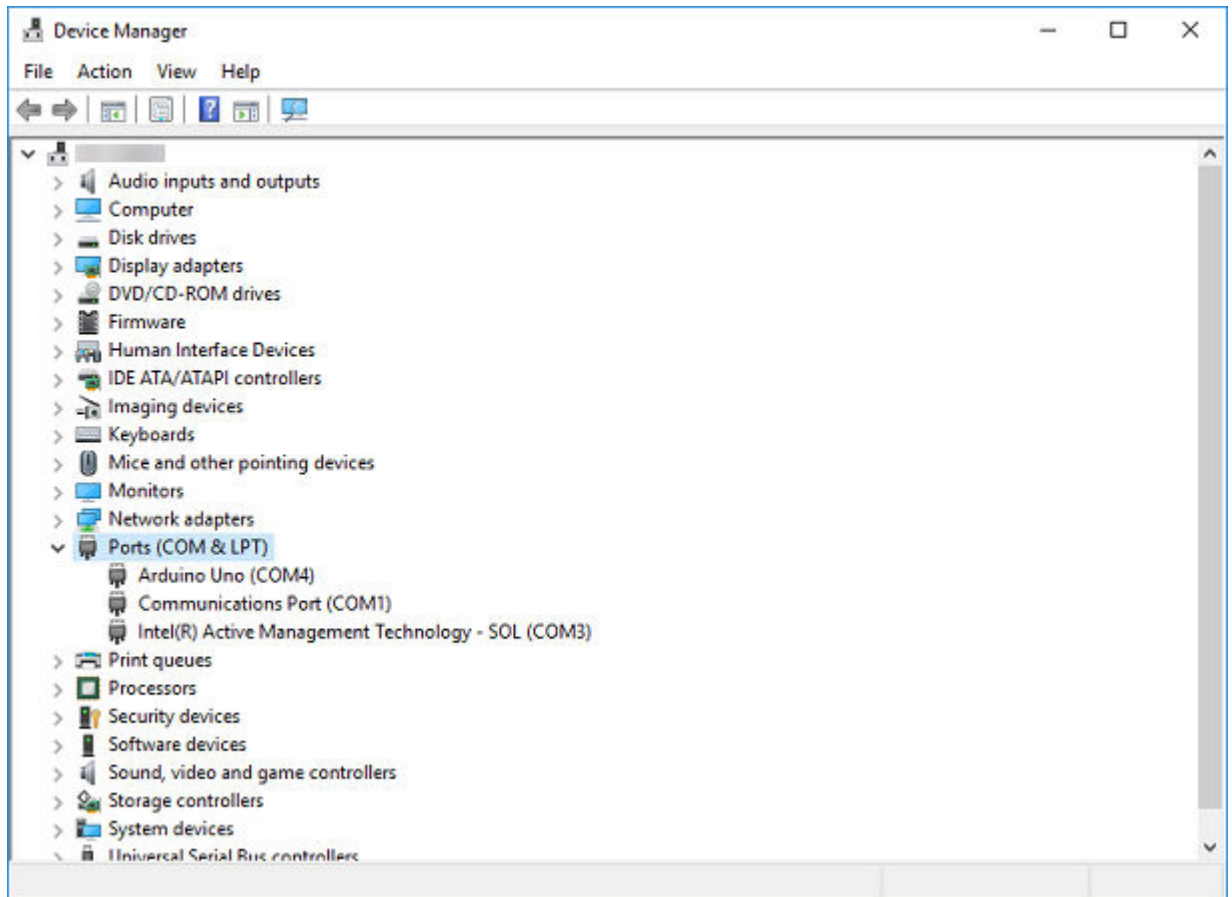 Device Manager
File Action View Help
Audio inputs and outputs
Computer
Disk drives
Display adapters
DVD/CD-ROM drives
Firmware
Human Interface Devices
IDE ATA/ATAPI controllers
Imaging devices
Keyboards
Mice and other pointing devices
Monitors
Network adapters
Ports (COM & LPT)
Arduino Uno (COM4)
Communications Port (COM1)
Intel(R) Active Management Technology - SOL (COM3)
Print queues
Processors
Security devices
Software devices
Sound, video and game controllers
Storage controllers
System devices
Universal Serial Bus controllers